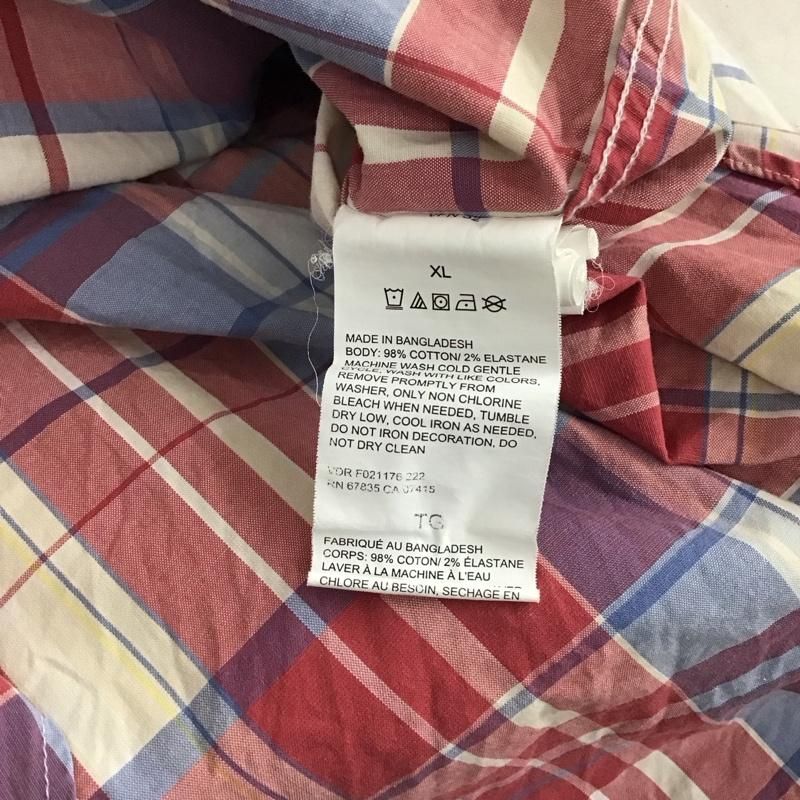 XL
MADE IN BANGLADESH
BODY: 98% COTTON/ 2% ELASTANE
MACHINE WASH COLD GENTLE
CYCLE, WASH WITH LIKE COLORS,
REMOVE PROMPTLY FROM
WASHER, ONLY NON CHLORINE
BLEACH WHEN NEEDED, TUMBLE
DRY LOW, COOL IRON AS NEEDED,
DO NOT IRON DECORATION, DO
NOT DRY CLEAN
VDR F021176 222
RN 67835 CA 07415
TG
FABRIQUÉ AU BANGLADESH
CORPS: 98% COTON/ 2% ÉLASTANE
LAVER À LA MACHINE À L'EAU
CHLORE AU BESOIN, SECHAGE EN